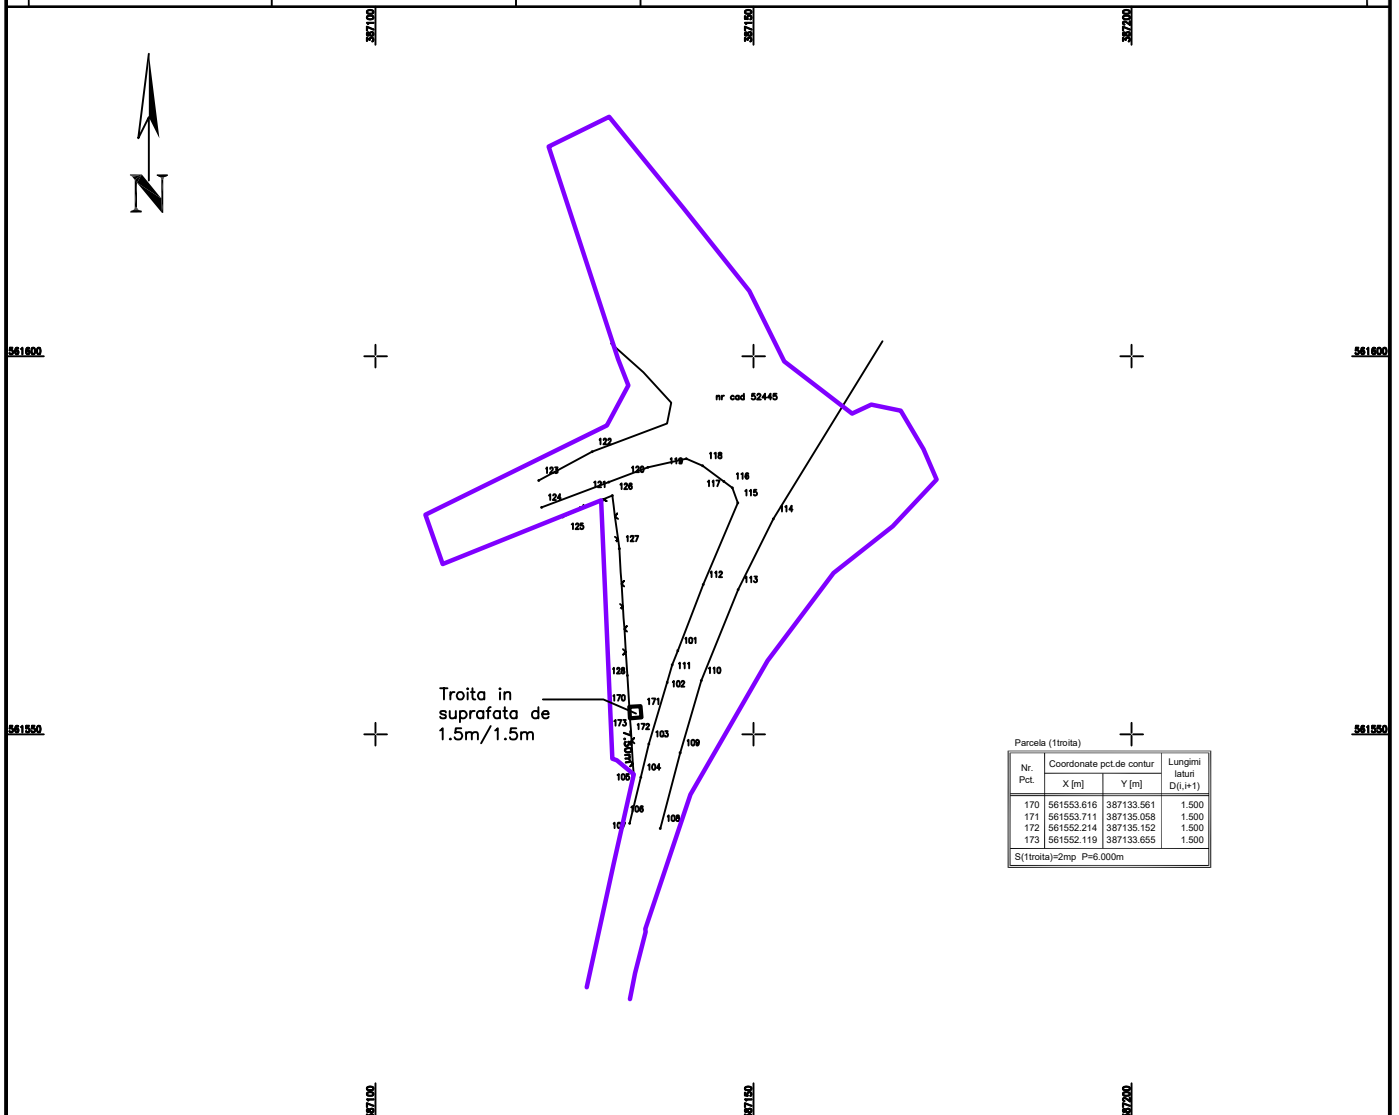 387100 387150 387200
N
561600 561600
nr cad 52445
122
123
119 118
120
116
117
121
124 126 115
125
114
127
112
113
101
111
128 110
102
Troita in
suprafata de
1.5m/1.5m
170 171
173 172
7.50m
103 109
104
105
106
108
561550 561550
Parcela (1troita)
Nr. Pct. Coordonate pct.de contur Lungimi laturi D(i,i+1)
X [m] Y [m]
170 561553.616 387133.561 1.500
171 561553.711 387135.058 1.500
172 561552.214 387135.152 1.500
173 561552.119 387133.655 1.500
S(1troita)=2mp P=6.000m
387100 387150 387200